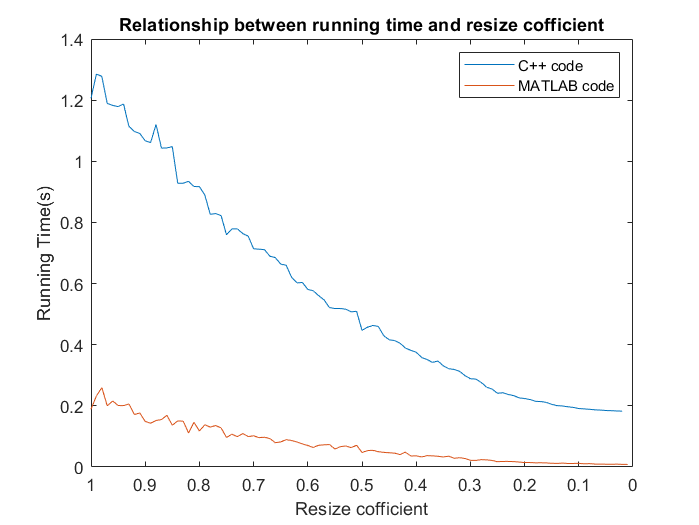 Relationship between running time and resize cofficient
C++ code
MATLAB code
Running Time(s)
1.4
1.2
1
0.8
0.6
0.4
0.2
0
1 0.9 0.8 0.7 0.6 0.5 0.4 0.3 0.2 0.1 0
Resize cofficient